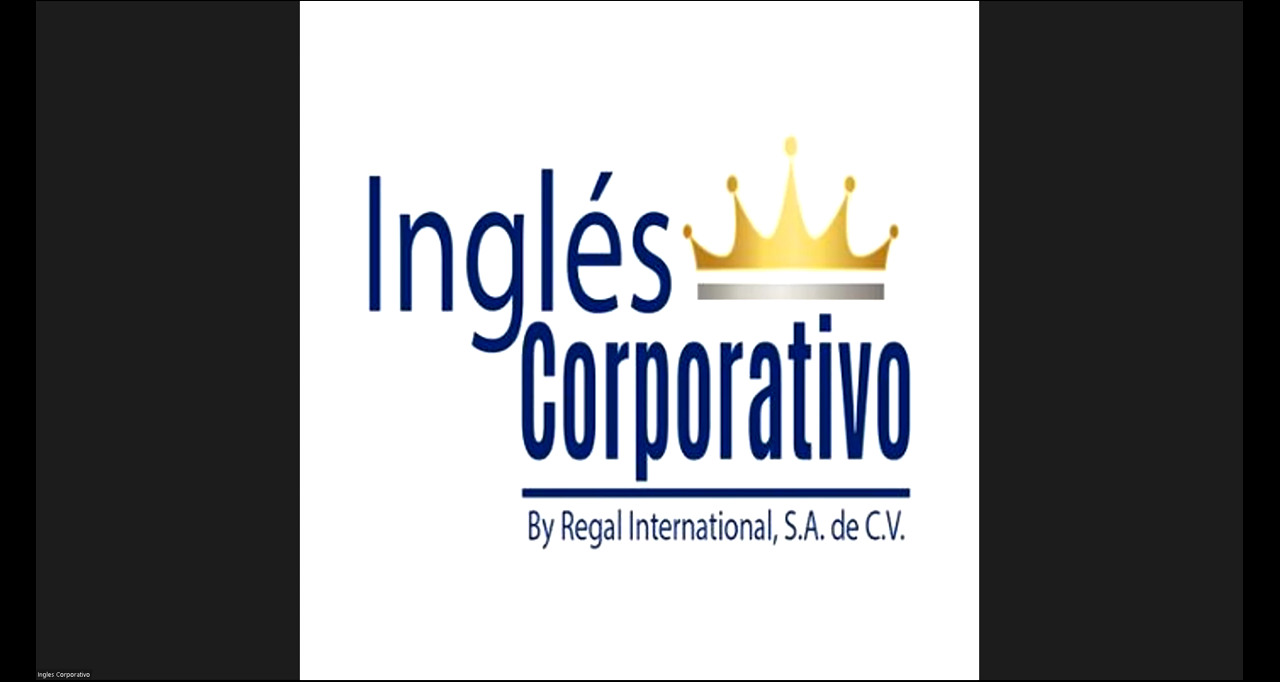 Inglés
Corporativo
By Regal International, S.A. de C.V.
Ingles Corporativo